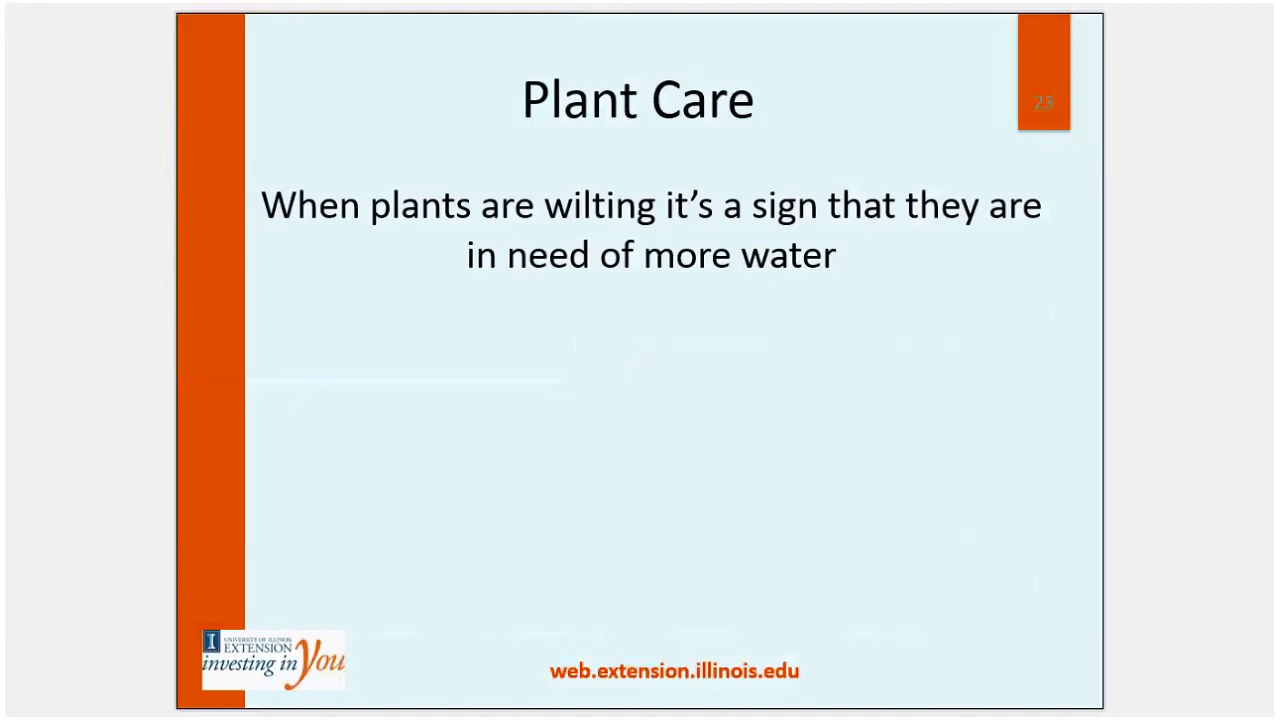 Plant Care
23
When plants are wilting it’s a sign that they are
in need of more water
I
UNIVERSITY OF ILLINOIS
EXTENSION
investing in you
web.extension.illinois.edu